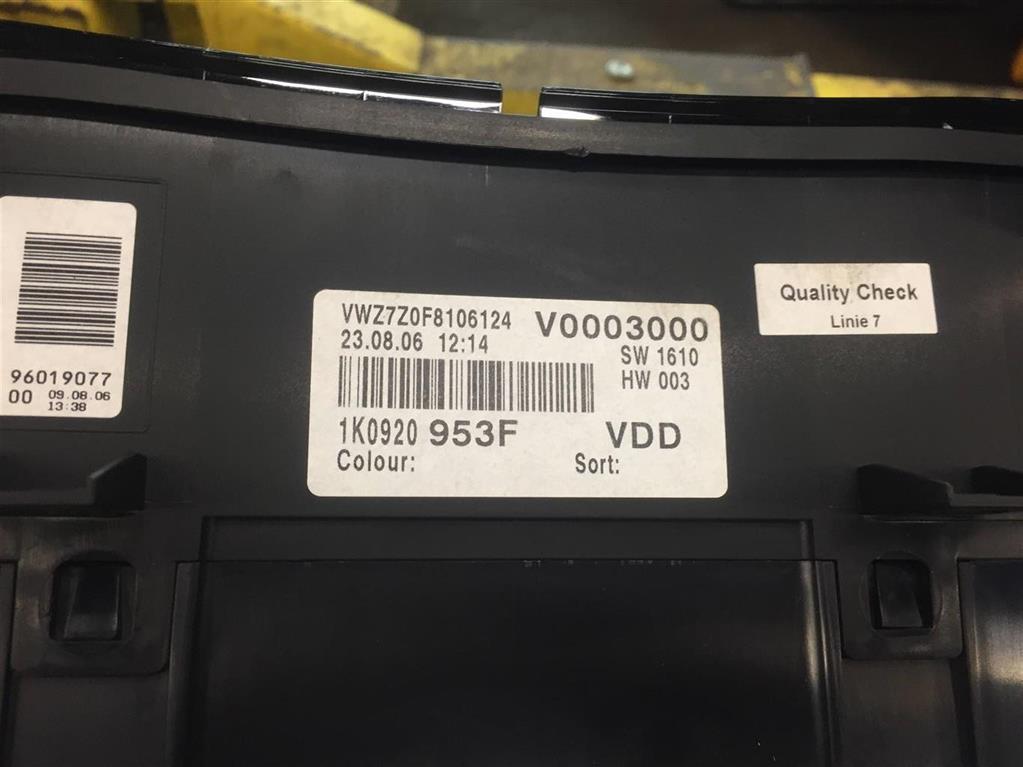 96019077
00 09.08.06
13:38
VWZ7Z0F8106124 V0003000
23.08.06 12:14 SW 1610
HW 003
1K0920 953F VDD
Colour: Sort:
Quality Check
Linie 7